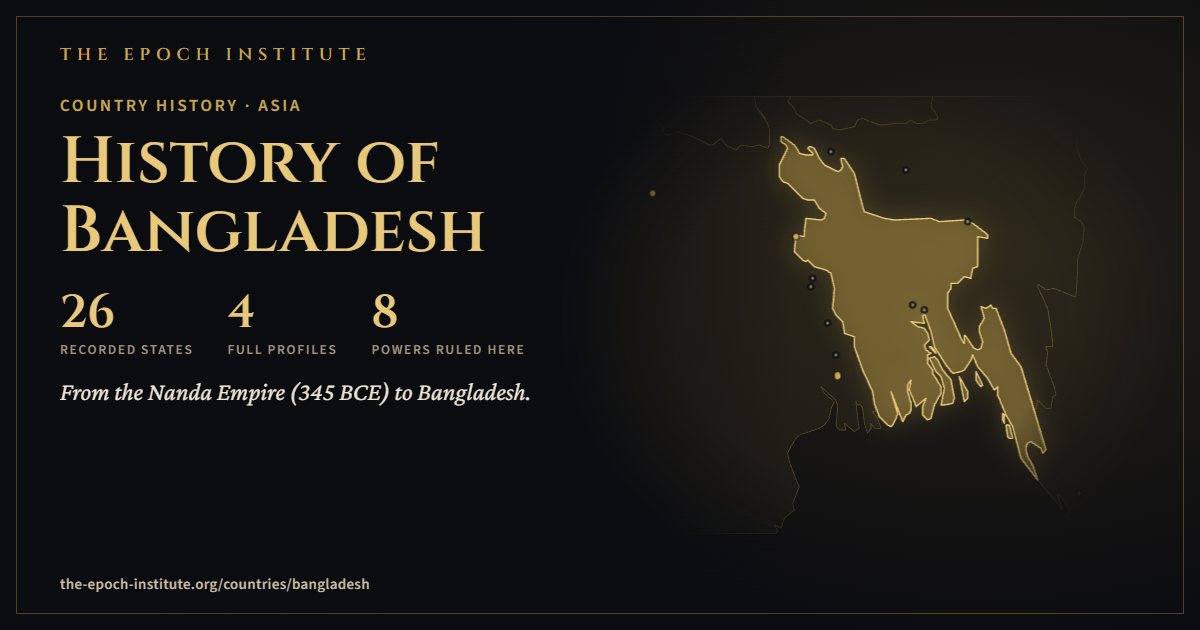 THE EPOCH INSTITUTE
COUNTRY HISTORY · ASIA
HISTORY OF
BANGLADESH
26 4 8
RECORDED STATES FULL PROFILES POWERS RULED HERE
From the Nanda Empire (345 BCE) to Bangladesh.
the-epoch-institute.org/countries/bangladesh